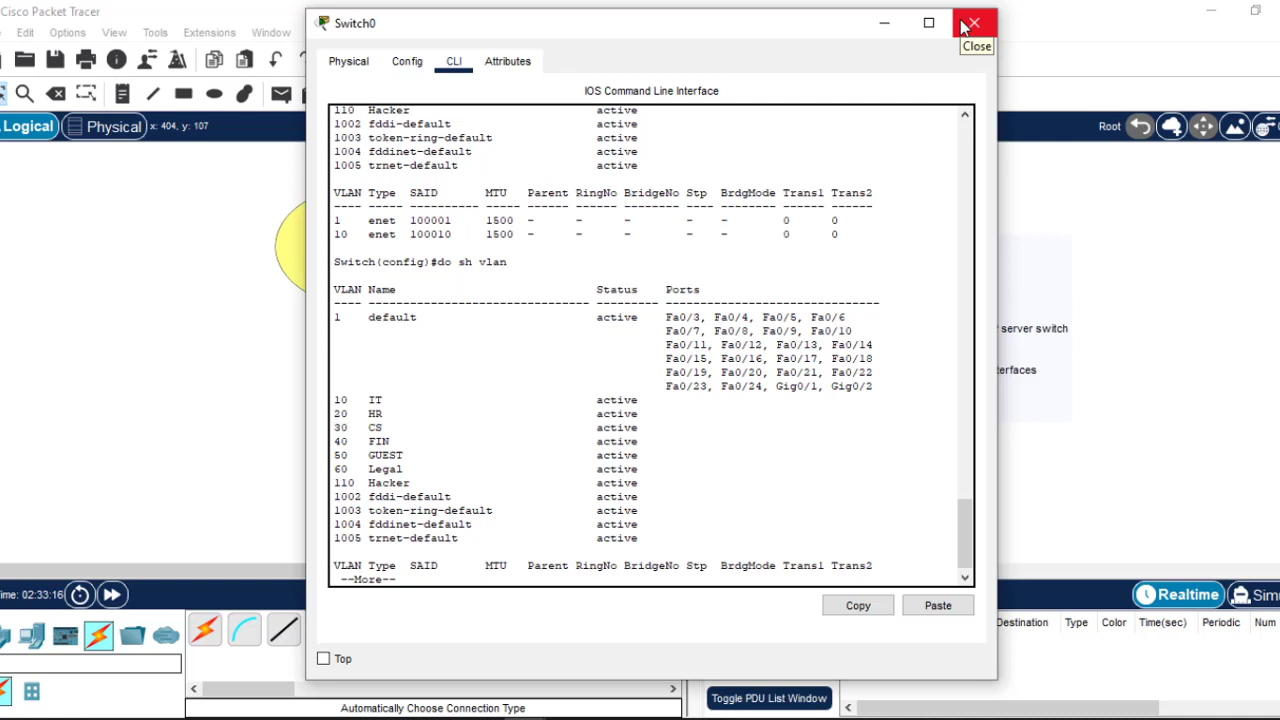 Cisco Packet Tracer
Edit Options View Tools Extensions Window
Switch0
Close
Physical Config CLI Attributes
IOS Command Line Interface
Logical Physical x: 404, y: 107
Root
110 Hacker active
1002 fddi-default active
1003 token-ring-default active
1004 fddinet-default active
1005 trnet-default active
VLAN Type SAID MTU Parent RingNo BridgeNo Stp BrdgMode Trans1 Trans2
---- ----- ---------- ----- ------ ------ -------- ---- -------- ------ ------
1 enet 100001 1500 - - - - - 0 0
10 enet 100010 1500 - - - - - 0 0
Switch(config)#do sh vlan
VLAN Name Status Ports
---- -------------------------------- --------- -------------------------------
1 default active Fa0/3, Fa0/4, Fa0/5, Fa0/6
Fa0/7, Fa0/8, Fa0/9, Fa0/10
Fa0/11, Fa0/12, Fa0/13, Fa0/14
Fa0/15, Fa0/16, Fa0/17, Fa0/18
Fa0/19, Fa0/20, Fa0/21, Fa0/22
Fa0/23, Fa0/24, Gig0/1, Gig0/2
10 IT active
20 HR active
30 CS active
40 FIN active
50 GUEST active
60 Legal active
110 Hacker active
1002 fddi-default active
1003 token-ring-default active
1004 fddinet-default active
1005 trnet-default active
VLAN Type SAID MTU Parent RingNo BridgeNo Stp BrdgMode Trans1 Trans2
--More--
server switch
terfaces
Copy Paste
Top
Time: 02:33:16
Realtime Sim
Destination Type Color Time(sec) Periodic Num
Toggle PDU List Window
Automatically Choose Connection Type